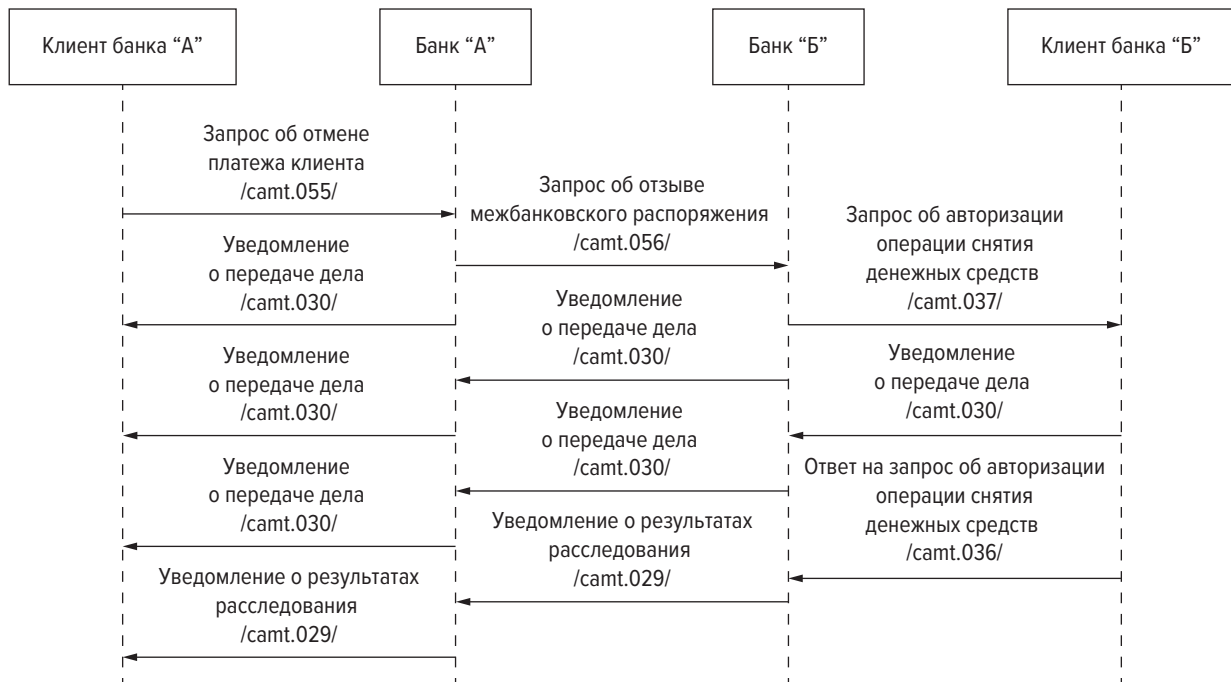 Клиент банка “А”
Банк “А”
Банк “Б”
Клиент банка “Б”
Запрос об отмене
платежа клиента
/camt.055/
Запрос об отзыве
межбанковского распоряжения
/camt.056/
Уведомление
о передаче дела
/camt.030/
Запрос об авторизации
операции снятия
денежных средств
/camt.037/
Уведомление
о передаче дела
/camt.030/
Уведомление
о передаче дела
/camt.030/
Уведомление
о передаче дела
/camt.030/
Уведомление
о передаче дела
/camt.030/
Уведомление
о передаче дела
/camt.030/
Ответ на запрос об авторизации
операции снятия
денежных средств
/camt.036/
Уведомление о результатах
расследования
/camt.029/
Уведомление о результатах
расследования
/camt.029/